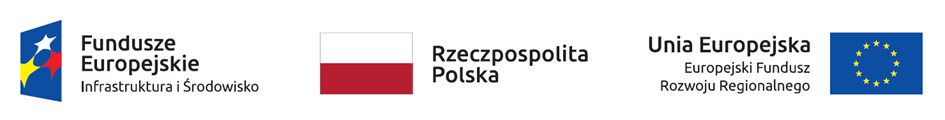 Fundusze
Europejskie
Infrastruktura i Środowisko
Rzeczpospolita
Polska
Unia Europejska
Europejski Fundusz
Rozwoju Regionalnego